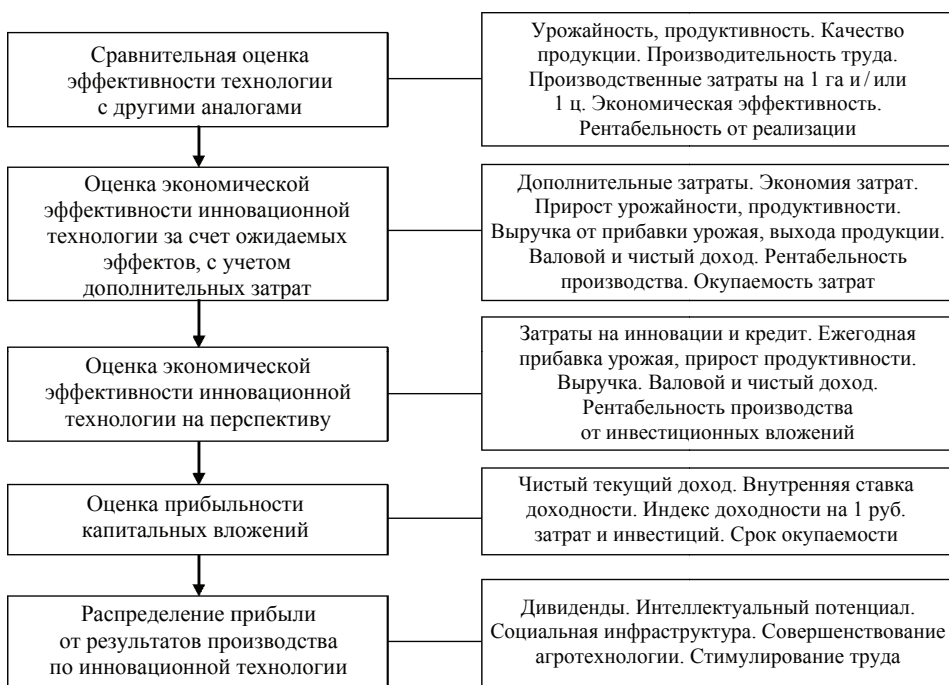 Сравнительная оценка
эффективности технологии
с другими аналогами
Урожайность, продуктивность. Качество
продукции. Производительность труда.
Производственные затраты на 1 га и / или
1 ц. Экономическая эффективность.
Рентабельность от реализации
Оценка экономической
эффективности инновационной
технологии за счет ожидаемых
эффектов, с учетом
дополнительных затрат
Дополнительные затраты. Экономия затрат.
Прирост урожайности, продуктивности.
Выручка от прибавки урожая, выхода продукции.
Валовой и чистый доход. Рентабельность
производства. Окупаемость затрат
Оценка экономической
эффективности инновационной
технологии на перспективу
Затраты на инновации и кредит. Ежегодная
прибавка урожая, прирост продуктивности.
Выручка. Валовой и чистый доход.
Рентабельность производства
от инвестиционных вложений
Оценка прибыльности
капитальных вложений
Чистый текущий доход. Внутренняя ставка
доходности. Индекс доходности на 1 руб.
затрат и инвестиций. Срок окупаемости
Распределение прибыли
от результатов производства
по инновационной технологии
Дивиденды. Интеллектуальный потенциал.
Социальная инфраструктура. Совершенствование
агротехнологии. Стимулирование труда